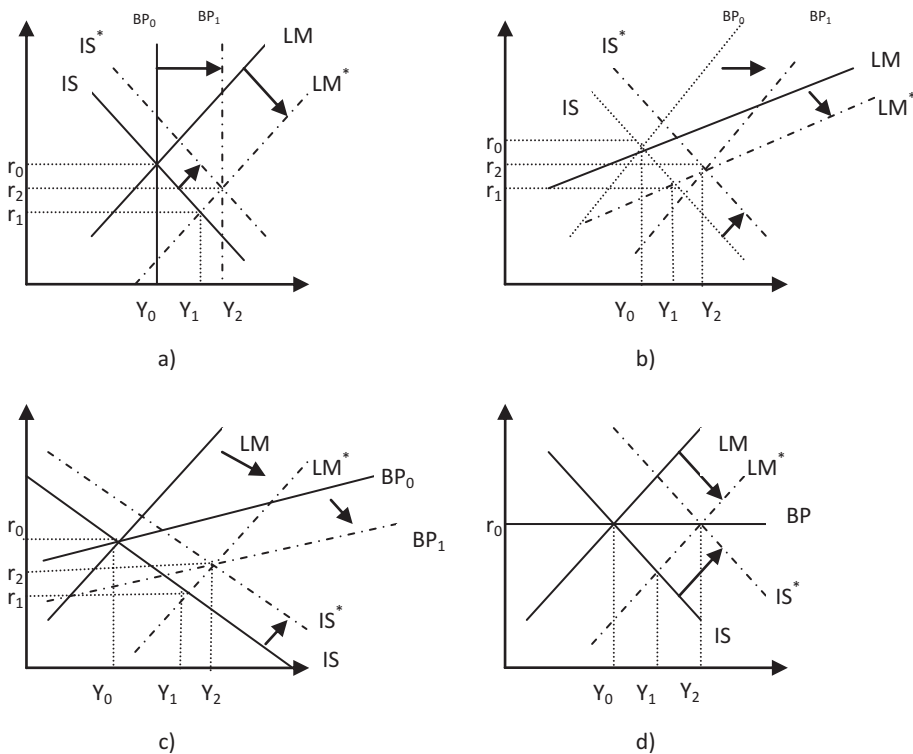 BP₀ BP₁
IS* LM
IS LM*
r₀
r₂
r₁
Y₀ Y₁ Y₂
a)
BP₀ BP₁
IS* LM
IS LM*
r₀
r₂
r₁
Y₀ Y₁ Y₂
b)
LM LM*
BP₀
r₀ BP₁
r₂
r₁ IS*
IS
Y₀ Y₁ Y₂
c)
LM LM*
r₀ BP
IS*
IS
Y₀ Y₁ Y₂
d)